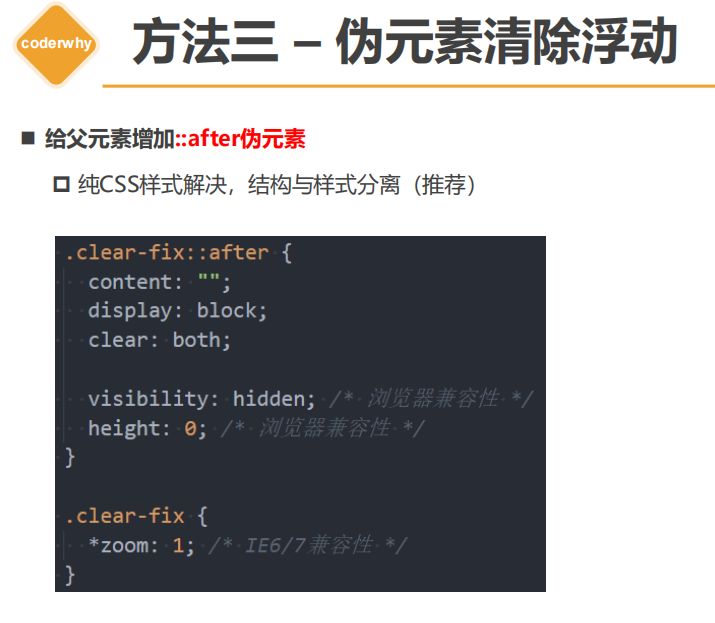 coderwhy
方法三 – 伪元素清除浮动
给父元素增加::after伪元素
纯CSS样式解决，结构与样式分离（推荐）
.clear-fix::after {
  content: "";
  display: block;
  clear: both;

  visibility: hidden; /* 浏览器兼容性 */
  height: 0; /* 浏览器兼容性 */
}

.clear-fix {
  *zoom: 1; /* IE6/7兼容性 */
}